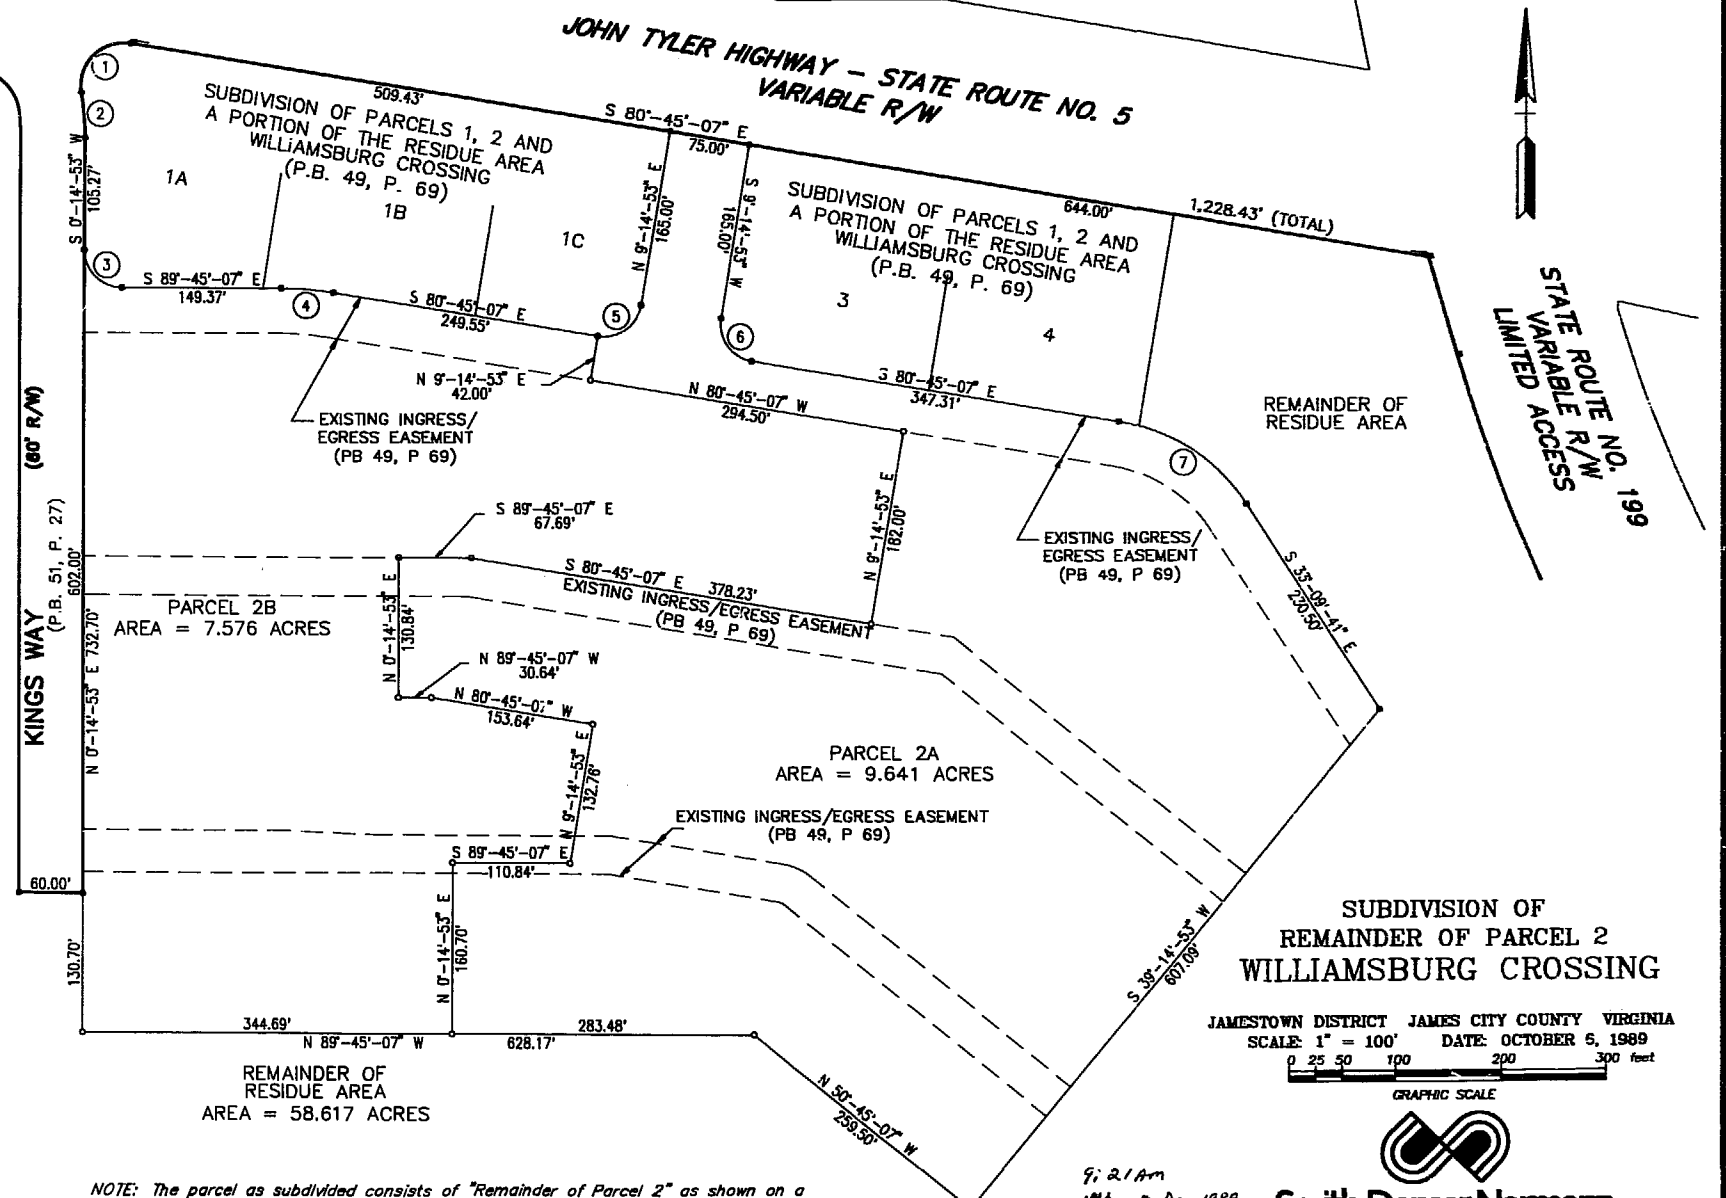 JOHN TYLER HIGHWAY – STATE ROUTE NO. 5
VARIABLE R/W
1
2
509.43'
S 80°-45'-07" E
75.00'
SUBDIVISION OF PARCELS 1, 2 AND
A PORTION OF THE RESIDUE AREA
WILLIAMSBURG CROSSING
(P.B. 49, P. 69)
1A
1B
1C
S 0°-14'-53" W
105.27'
N 9°-14'-53" E
165.00'
S 9°-14'-53" W
165.00'
SUBDIVISION OF PARCELS 1, 2 AND
A PORTION OF THE RESIDUE AREA
WILLIAMSBURG CROSSING
(P.B. 49, P. 69)
644.00'
1,228.43' (TOTAL)
3
4
3
S 89°-45'-07" E
149.37'
4
S 80°-45'-07" E
249.55'
5
6
N 9°-14'-53" E
42.00'
S 80°-45'-07" E
347.31'
N 80°-45'-07" W
294.50'
STATE ROUTE NO. 199
VARIABLE R/W
LIMITED ACCESS
REMAINDER OF
RESIDUE AREA
7
EXISTING INGRESS/
EGRESS EASEMENT
(PB 49, P 69)
KINGS WAY (60' R/W)
(P.B. 51, P. 27)
602.00'
N 0°-14'-53" E 732.70'
S 89°-45'-07" E
67.69'
N 9°-14'-53" E
182.00'
EXISTING INGRESS/
EGRESS EASEMENT
(PB 49, P 69)
S 33°-09'-41" E
230.50'
S 80°-45'-07" E 378.23'
EXISTING INGRESS/EGRESS EASEMENT
(PB 49, P 69)
PARCEL 2B
AREA = 7.576 ACRES
N 0°-14'-53" E
130.84'
N 89°-45'-07" W
30.64'
N 80°-45'-07" W
153.64'
N 9°-14'-53" E
132.76'
PARCEL 2A
AREA = 9.641 ACRES
EXISTING INGRESS/EGRESS EASEMENT
(PB 49, P 69)
S 89°-45'-07" E
110.84'
60.00'
130.70'
N 0°-14'-53" E
160.70'
S 39°-14'-53" W
607.09'
344.69'
283.48'
N 89°-45'-07" W
628.17'
REMAINDER OF
RESIDUE AREA
AREA = 58.617 ACRES
N 50°-45'-07" W
259.50'
SUBDIVISION OF
REMAINDER OF PARCEL 2
WILLIAMSBURG CROSSING
JAMESTOWN DISTRICT JAMES CITY COUNTY VIRGINIA
SCALE: 1" = 100' DATE: OCTOBER 5, 1989
0 25 50 100 200 300 feet
GRAPHIC SCALE
9:21 Am
NOTE: The parcel as subdivided consists of "Remainder of Parcel 2" as shown on a